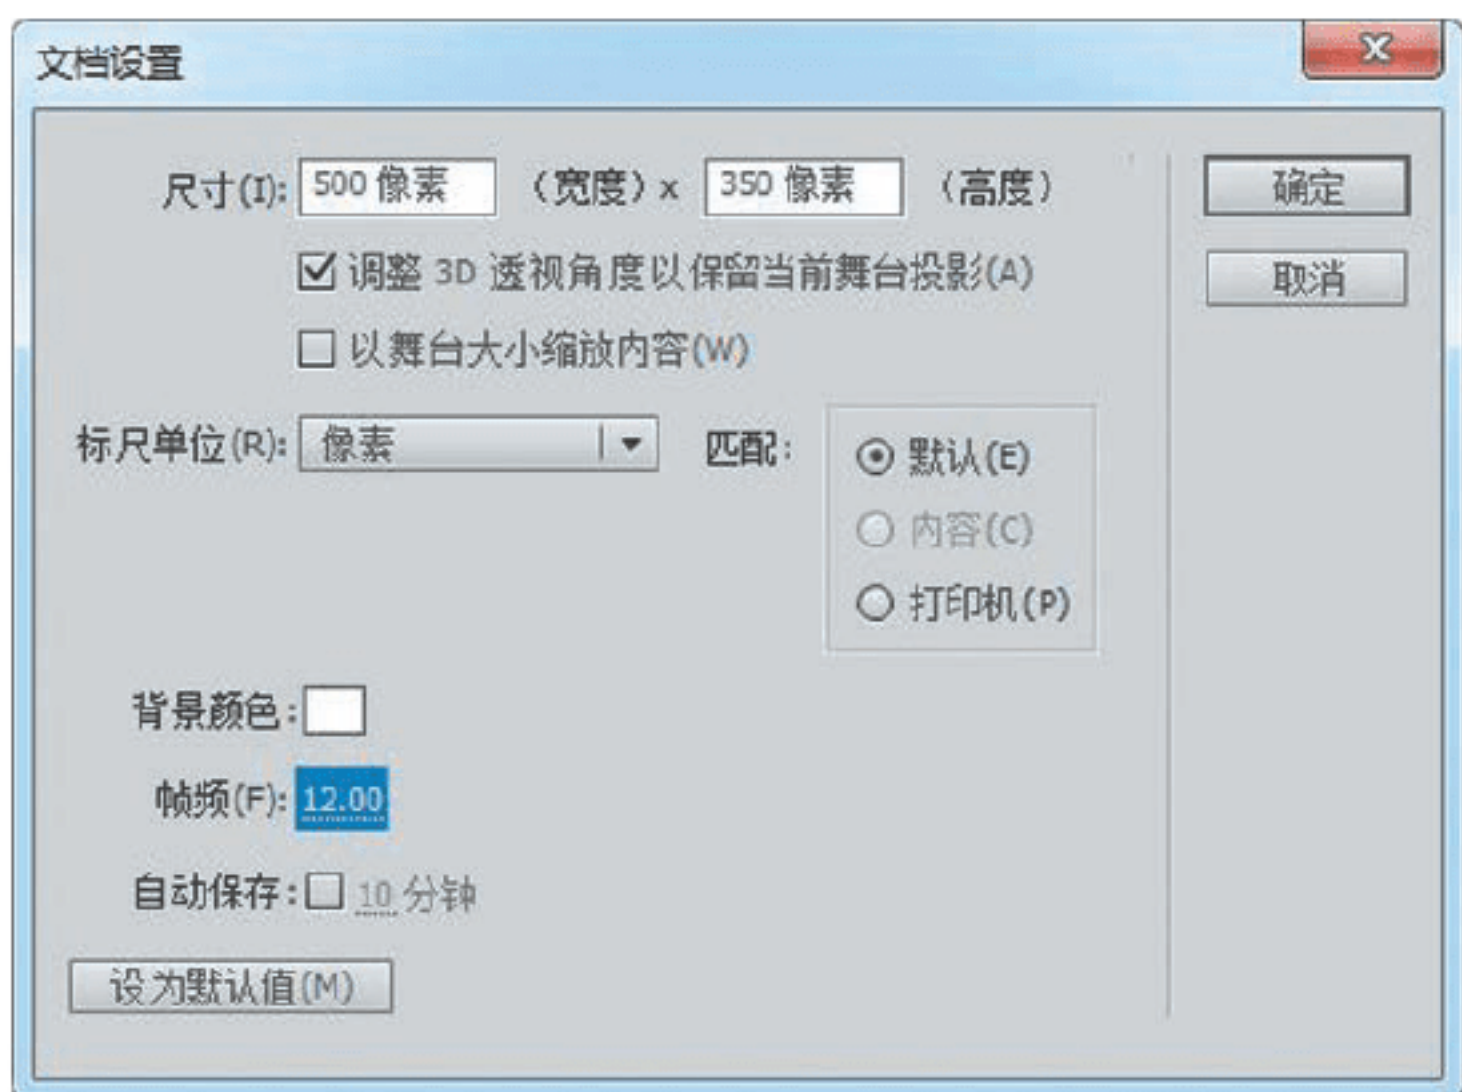 文档设置
尺寸(I): 500 像素 (宽度) x 350 像素 (高度)
确定
调整 3D 透视角度以保留当前舞台投影(A)
取消
以舞台大小缩放内容(W)
标尺单位(R): 像素 匹配:
默认(E)
内容(C)
打印机(P)
背景颜色:
帧频(F): 12.00
自动保存: 10 分钟
设为默认值(M)